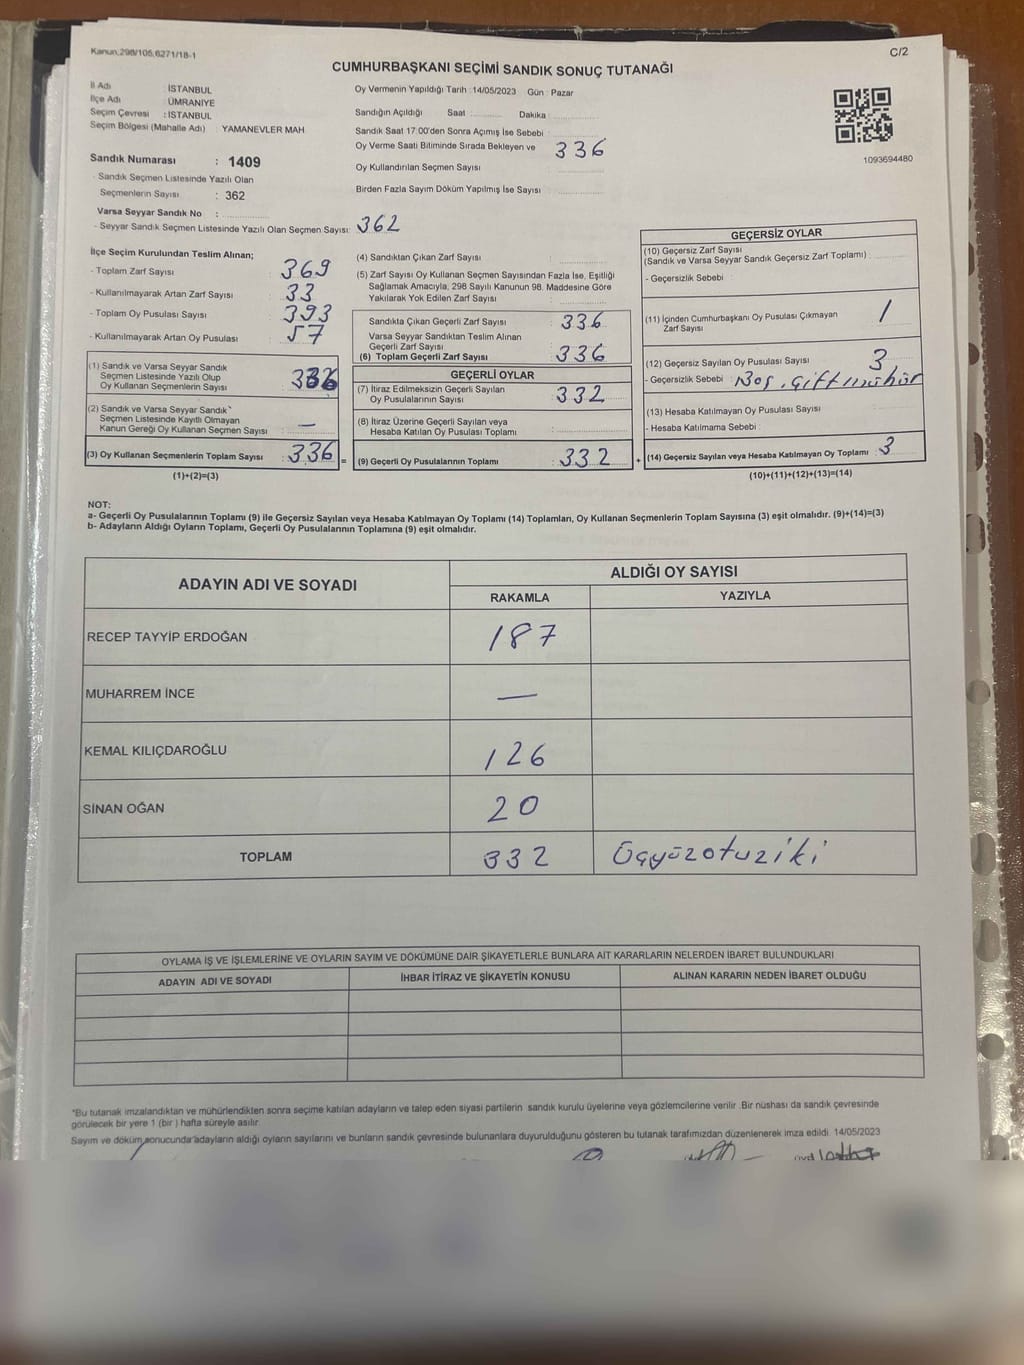 Kanun,298/105,6271/18-1
C/2
CUMHURBAŞKANI SEÇİMİ SANDIK SONUÇ TUTANAĞI
İl Adı : İSTANBUL
İlçe Adı : ÜMRANİYE
Seçim Çevresi : İSTANBUL
Seçim Bölgesi (Mahalle Adı) : YAMANEVLER MAH.
Sandık Numarası : 1409
- Sandık Seçmen Listesinde Yazılı Olan
Seçmenlerin Sayısı : 362
Varsa Seyyar Sandık No :
- Seyyar Sandık Seçmen Listesinde Yazılı Olan Seçmen Sayısı: 362
Oy Vermenin Yapıldığı Tarih : 14/05/2023 Gün : Pazar
Sandığın Açıldığı Saat : Dakika :
Sandık Saat 17:00'den Sonra Açımış İse Sebebi :
Oy Verme Saati Bitiminde Sırada Bekleyen ve 336
Oy Kullandırılan Seçmen Sayısı :
Birden Fazla Sayım Döküm Yapılmış İse Sayısı :
1093694480
İlçe Seçim Kurulundan Teslim Alınan;
- Toplam Zarf Sayısı : 369
- Kullanılmayarak Artan Zarf Sayısı : 33
- Toplam Oy Pusulası Sayısı : 393
- Kullanılmayarak Artan Oy Pusulası : 57
(1) Sandık ve Varsa Seyyar Sandık
Seçmen Listesinde Yazılı Olup
Oy Kullanan Seçmenlerin Sayısı : 336
(2) Sandık ve Varsa Seyyar Sandık
Seçmen Listesinde Kayıtlı Olmayan
Kanun Gereği Oy Kullanan Seçmen Sayısı : —
(3) Oy Kullanan Seçmenlerin Toplam Sayısı : 336 =
(1)+(2)=(3)
(4) Sandıktan Çıkan Zarf Sayısı :
(5) Zarf Sayısı Oy Kullanan Seçmen Sayısından Fazla İse, Eşitliği
Sağlamak Amacıyla, 298 Sayılı Kanunun 98. Maddesine Göre
Yakılarak Yok Edilen Zarf Sayısı :
Sandıkta Çıkan Geçerli Zarf Sayısı : 336
Varsa Seyyar Sandıktan Teslim Alınan
Geçerli Zarf Sayısı :
(6) Toplam Geçerli Zarf Sayısı : 336
GEÇERLİ OYLAR
(7) İtiraz Edilmeksizin Geçerli Sayılan
Oy Pusulalarının Sayısı : 332
(8) İtiraz Üzerine Geçerli Sayılan veya
Hesaba Katılan Oy Pusulası Toplamı :
(9) Geçerli Oy Pusulalarının Toplamı : 332 +
GEÇERSİZ OYLAR
(10) Geçersiz Zarf Sayısı
(Sandık ve Varsa Seyyar Sandık Geçersiz Zarf Toplamı) :
- Geçersizlik Sebebi :
(11) İçinden Cumhurbaşkanı Oy Pusulası Çıkmayan
Zarf Sayısı : 1
(12) Geçersiz Sayılan Oy Pusulası Sayısı : 3
- Geçersizlik Sebebi : Boş, çift mühür
(13) Hesaba Katılmayan Oy Pusulası Sayısı :
- Hesaba Katılmama Sebebi :
(14) Geçersiz Sayılan veya Hesaba Katılmayan Oy Toplamı : 3
(10)+(11)+(12)+(13)=(14)
NOT:
a- Geçerli Oy Pusulalarının Toplamı (9) ile Geçersiz Sayılan veya Hesaba Katılmayan Oy Toplamı (14) Toplamları, Oy Kullanan Seçmenlerin Toplam Sayısına (3) eşit olmalıdır. (9)+(14)=(3)
b- Adayların Aldığı Oyların Toplamı, Geçerli Oy Pusulalarının Toplamına (9) eşit olmalıdır.
ADAYIN ADI VE SOYADI
ALDIĞI OY SAYISI
RAKAMLA YAZIYLA
RECEP TAYYİP ERDOĞAN 187
MUHARREM İNCE —
KEMAL KILIÇDAROĞLU 126
SİNAN OĞAN 20
TOPLAM 332 Üçyüzotuziki
OYLAMA İŞ VE İŞLEMLERİNE VE OYLARIN SAYIM VE DÖKÜMÜNE DAİR ŞİKAYETLERLE BUNLARA AİT KARARLARIN NELERDEN İBARET BULUNDUKLARI
ADAYIN ADI VE SOYADI İHBAR İTİRAZ VE ŞİKAYETİN KONUSU ALINAN KARARIN NEDEN İBARET OLDUĞU
*Bu tutanak imzalandıktan ve mühürlendikten sonra seçime katılan adayların ve talep eden siyasi partilerin sandık kurulu üyelerine veya gözlemcilerine verilir .Bir nüshası da sandık çevresinde
görülecek bir yere 1 (bir ) hafta süreyle asılır.
Sayım ve döküm sonucunda adayların aldığı oyların sayılarını ve bunların sandık çevresinde bulunanlara duyurulduğunu gösteren bu tutanak tarafımızdan düzenlenerek imza edildi. 14/05/2023